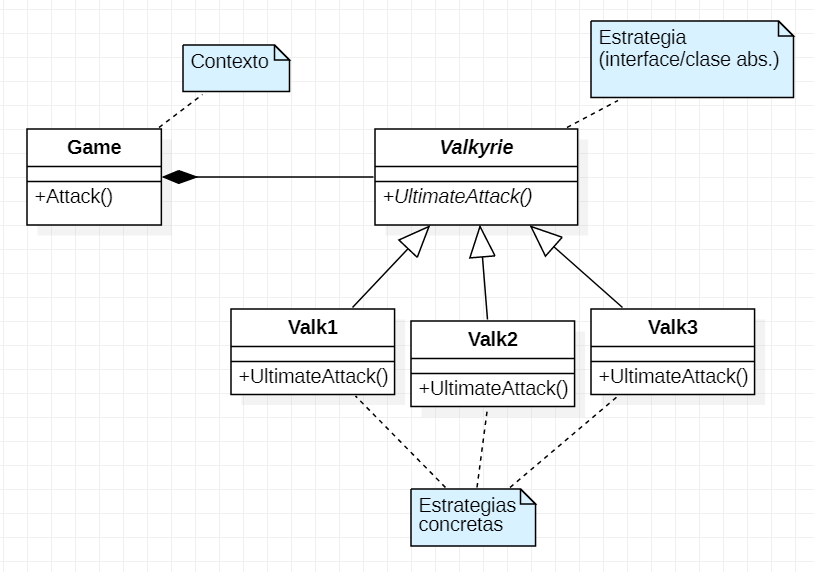 Contexto
Estrategia
(interface/clase abs.)
Game
+Attack()
Valkyrie
+UltimateAttack()
Valk1
+UltimateAttack()
Valk2
+UltimateAttack()
Valk3
+UltimateAttack()
Estrategias
concretas